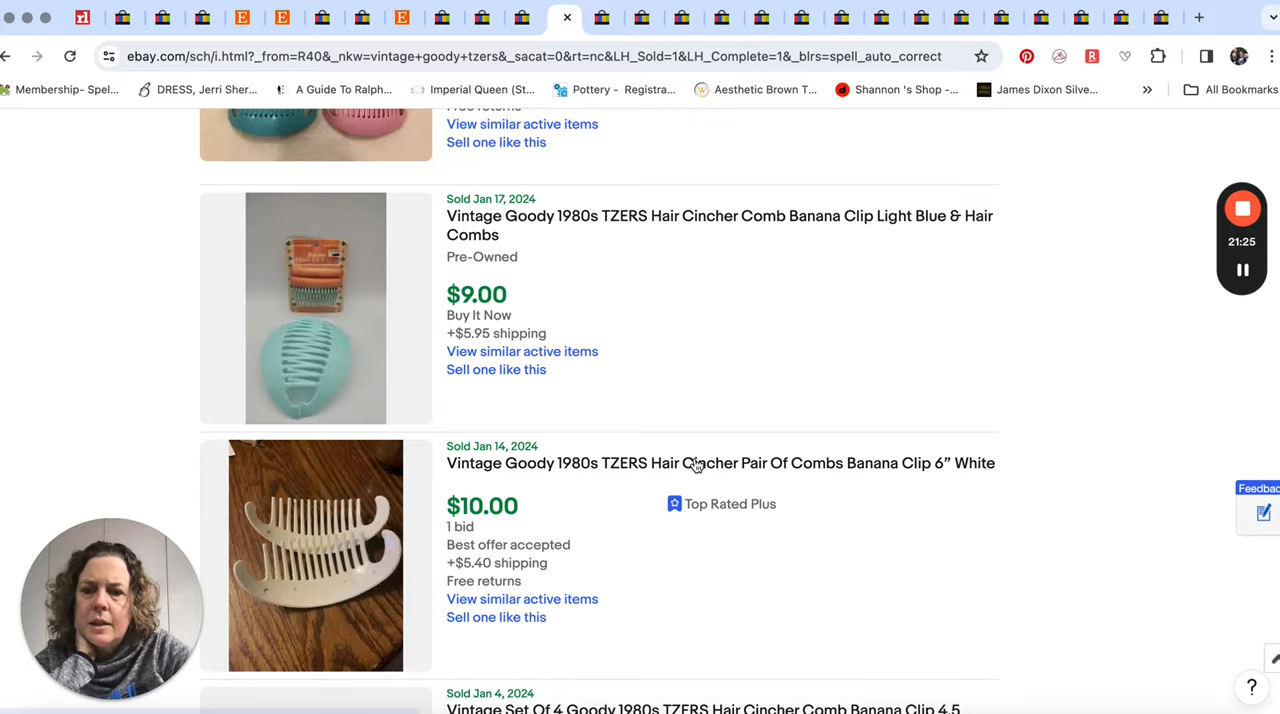 ebay.com/sch/i.html?_from=R40&_nkw=vintage+goody+tzers&_sacat=0&rt=nc&LH_Sold=1&LH_Complete=1&_blrs=spell_auto_correct
Membership- Spel...
DRESS, Jerri Sher...
A Guide To Ralph...
Imperial Queen (St...
Pottery - Registra...
Aesthetic Brown T...
Shannon 's Shop -...
James Dixon Silve...
»
All Bookmarks
View similar active items
Sell one like this
Sold Jan 17, 2024
Vintage Goody 1980s TZERS Hair Cincher Comb Banana Clip Light Blue & Hair
Combs
Pre-Owned
$9.00
Buy It Now
+$5.95 shipping
View similar active items
Sell one like this
21:25
Sold Jan 14, 2024
Vintage Goody 1980s TZERS Hair Cincher Pair Of Combs Banana Clip 6” White
$10.00
Top Rated Plus
1 bid
Best offer accepted
+$5.40 shipping
Free returns
View similar active items
Sell one like this
Feedbac
?
Sold Jan 4, 2024
Vintage Set Of 4 Goody 1980s TZERS Hair Cincher Comb Banana Clip 4.5